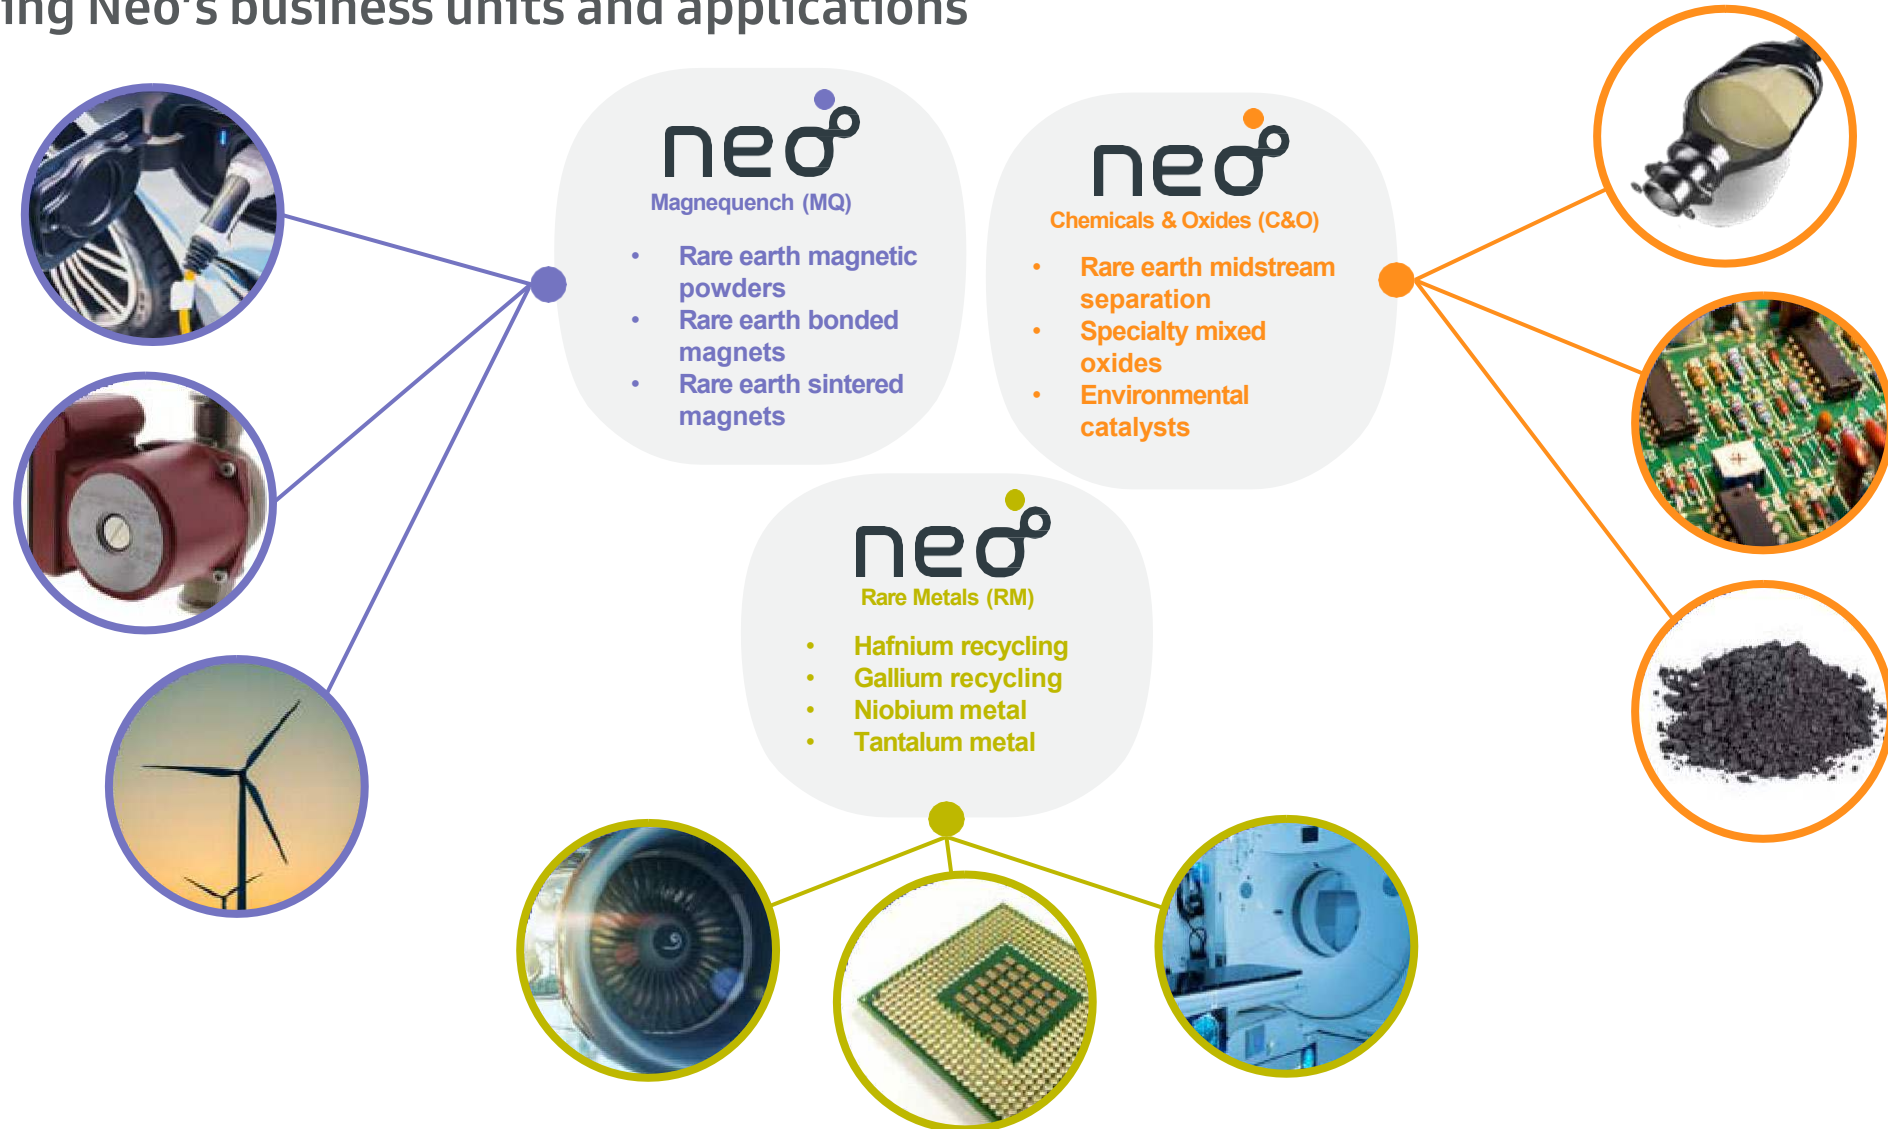 ing Neo's business units and applications
neo
Magnequench (MQ)
• Rare earth magnetic
powders
• Rare earth bonded
magnets
• Rare earth sintered
magnets
neo
Chemicals & Oxides (C&O)
• Rare earth midstream
separation
• Specialty mixed
oxides
• Environmental
catalysts
neo
Rare Metals (RM)
• Hafnium recycling
• Gallium recycling
• Niobium metal
• Tantalum metal